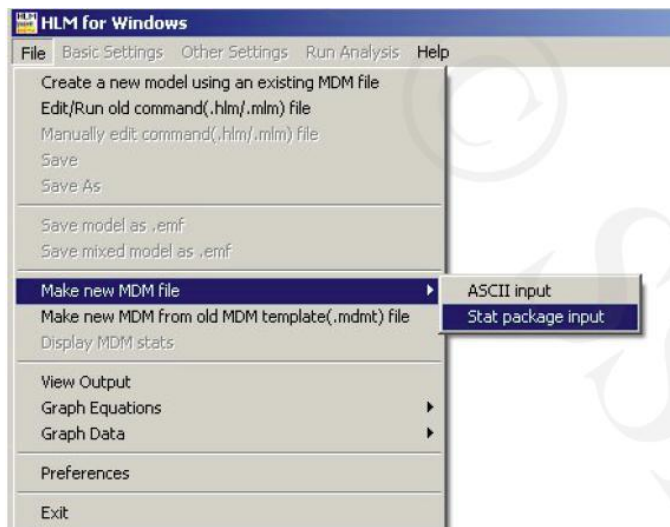 HLM for Windows
File Basic Settings Other Settings Run Analysis Help
Create a new model using an existing MDM file
Edit/Run old command(.hlm/.mlm) file
Manually edit command(.hlm/.mlm) file
Save
Save As
Save model as .emf
Save mixed model as .emf
Make new MDM file
ASCII input
Make new MDM from old MDM template(.mdmt) file
Stat package input
Display MDM stats
View Output
Graph Equations
Graph Data
Preferences
Exit